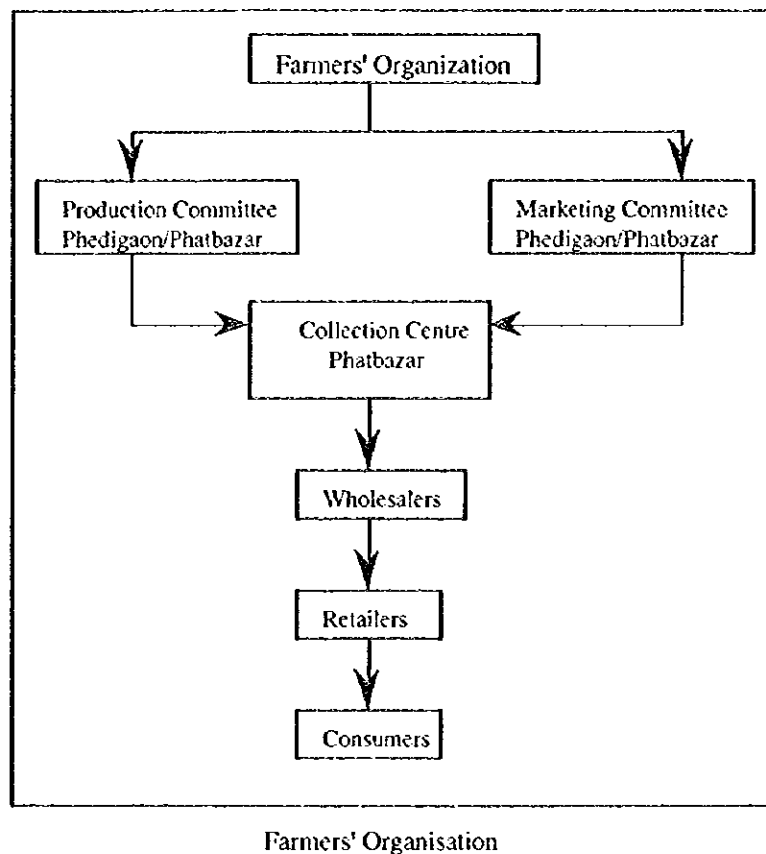 Farmers' Organization
Production Committee
Phedigaon/Phatbazar
Marketing Committee
Phedigaon/Phatbazar
Collection Centre
Phatbazar
Wholesalers
Retailers
Consumers
Farmers' Organisation